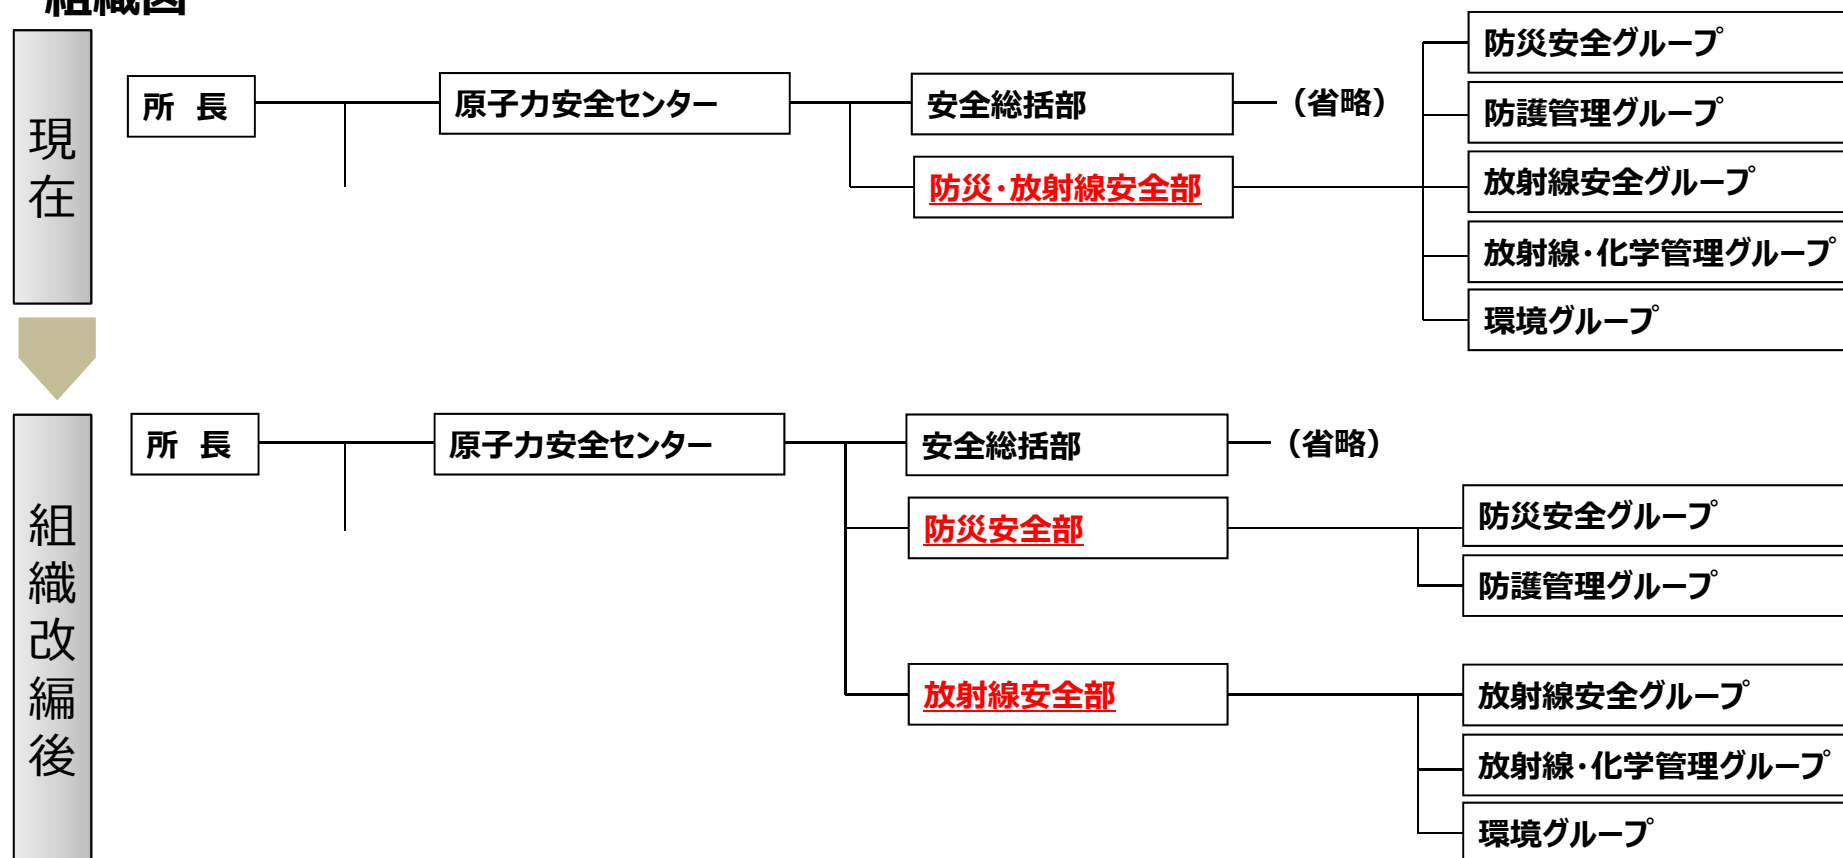 組織図
現在
所 長
原子力安全センター
安全総括部
（省略）
防災・放射線安全部
防災安全グループ
防護管理グループ
放射線安全グループ
放射線・化学管理グループ
環境グループ
組織改編後
所 長
原子力安全センター
安全総括部
（省略）
防災安全部
防災安全グループ
防護管理グループ
放射線安全部
放射線安全グループ
放射線・化学管理グループ
環境グループ